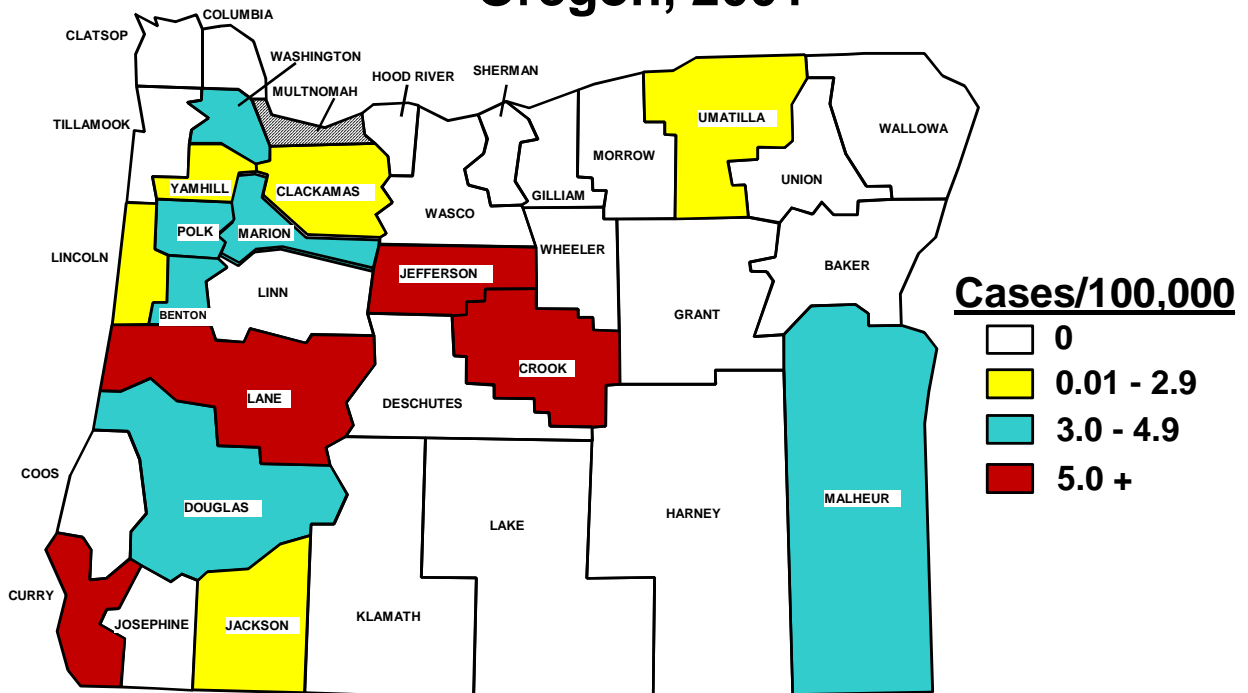 COLUMBIA
CLATSOP
WASHINGTON
HOOD RIVER
SHERMAN
MULTNOMAH
TILLAMOOK
UMATILLA
WALLOWA
MORROW
UNION
YAMHILL
CLACKAMAS
GILLIAM
WASCO
POLK
MARION
WHEELER
LINCOLN
JEFFERSON
BAKER
LINN
BENTON
GRANT
Cases/100,000
0
0.01 - 2.9
3.0 - 4.9
5.0 +
CROOK
LANE
DESCHUTES
COOS
DOUGLAS
LAKE
HARNEY
MALHEUR
CURRY
JOSEPHINE
JACKSON
KLAMATH